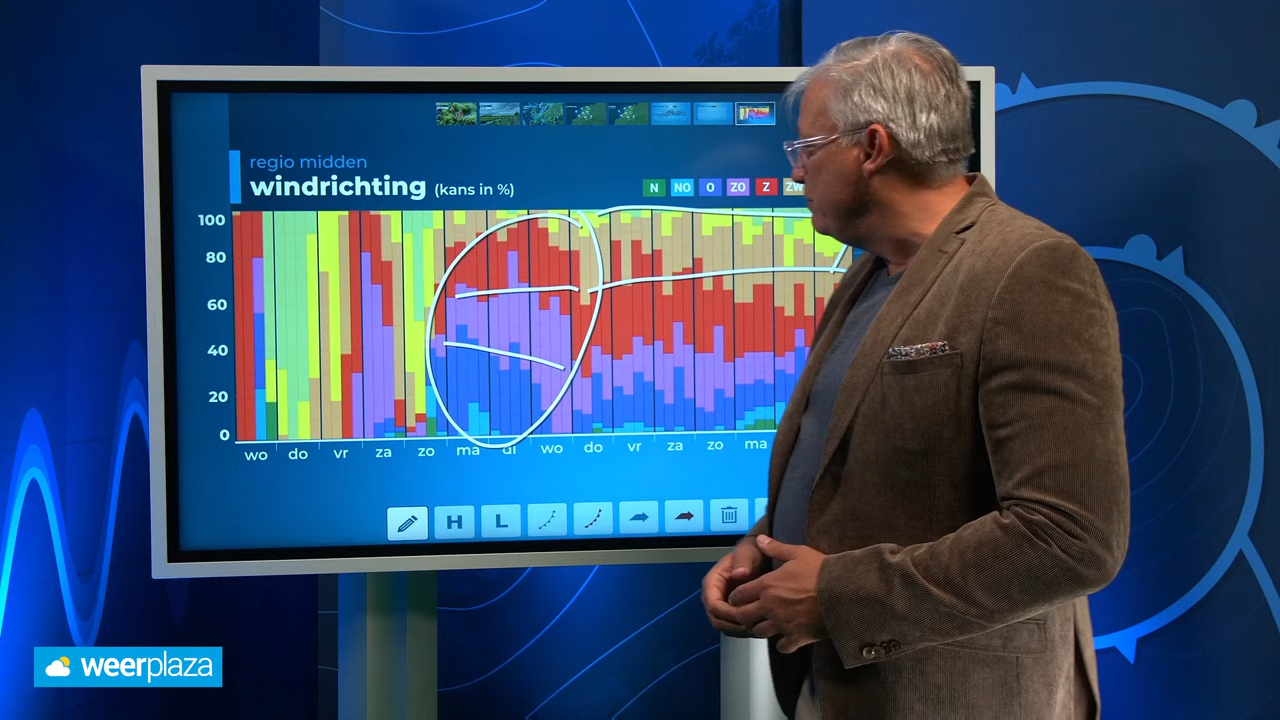 regio midden
windrichting (kans in %)
N NO O ZO Z ZW
100
80
60
40
20
0
wo do vr za zo ma di wo do vr za zo ma
H L
weerplaza